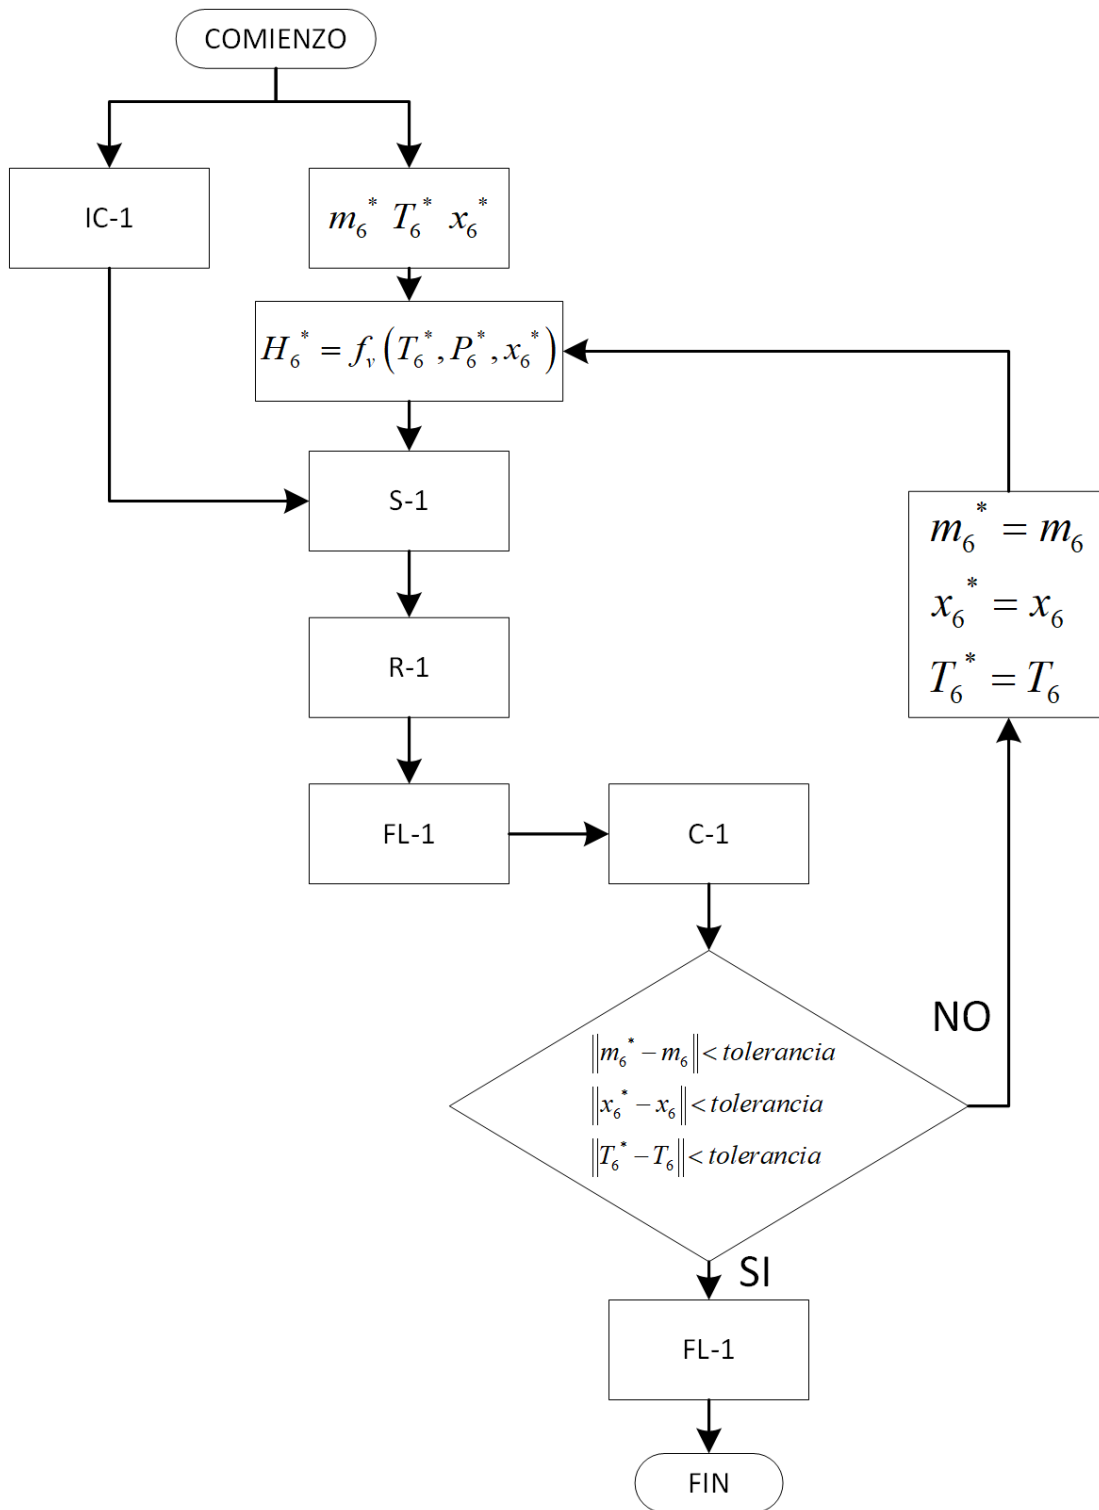 COMIENZO
IC-1
m₆* T₆* x₆*
H₆* = fᵥ(T₆*, P₆*, x₆*)
S-1
m₆* = m₆
x₆* = x₆
T₆* = T₆
R-1
FL-1
C-1
NO
‖m₆* − m₆‖ < tolerancia
‖x₆* − x₆‖ < tolerancia
‖T₆* − T₆‖ < tolerancia
SI
FL-1
FIN